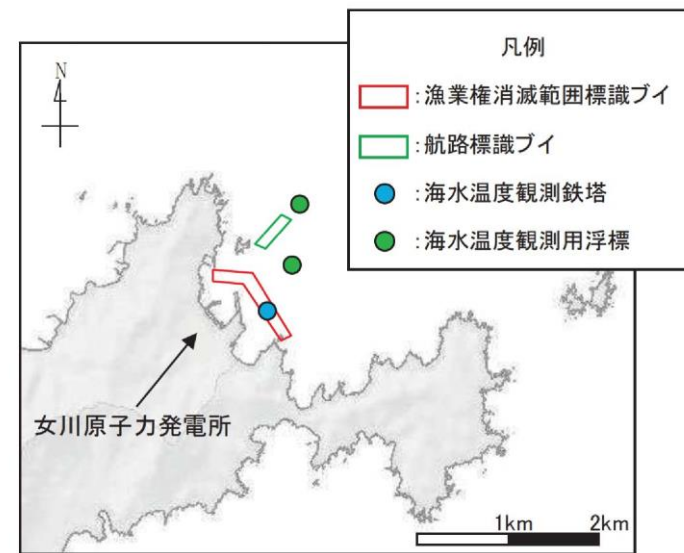 凡例
:漁業権消滅範囲標識ブイ
:航路標識ブイ
:海水温度観測鉄塔
:海水温度観測用浮標
N
女川原子力発電所
1km 2km